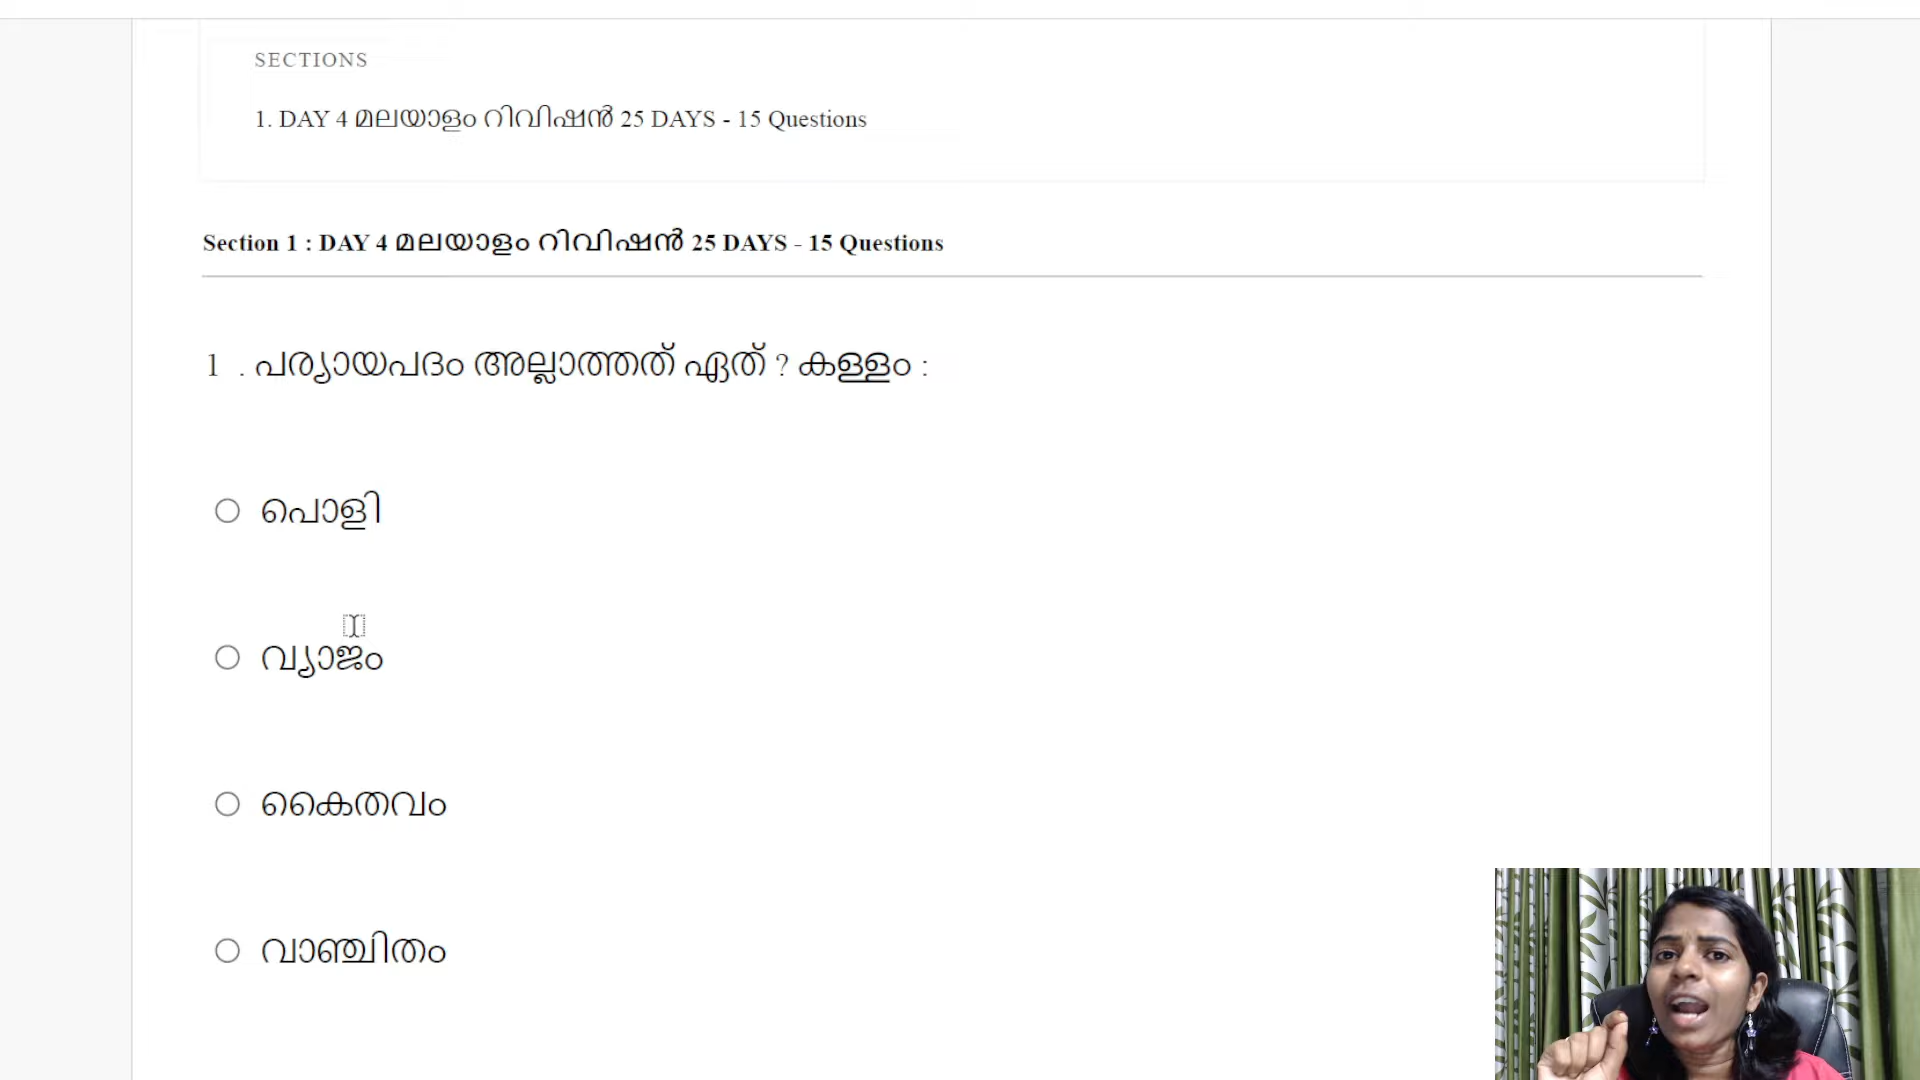 SECTIONS
1. DAY 4 മലയാളം റിവിഷൻ 25 DAYS - 15 Questions
Section 1 : DAY 4 മലയാളം റിവിഷൻ 25 DAYS - 15 Questions
1 . പര്യായപദം അല്ലാത്തത് ഏത് ? കള്ളം :
പൊളി
വ്യാജം
കൈതവം
വാഞ്ചിതം